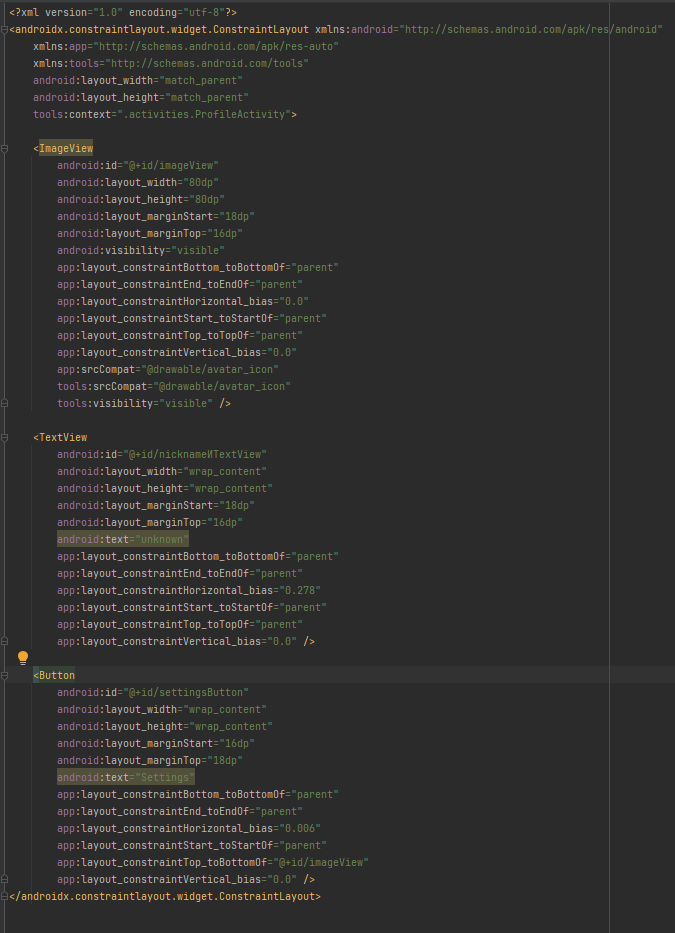 <?xml version="1.0" encoding="utf-8"?>
<androidx.constraintlayout.widget.ConstraintLayout xmlns:android="http://schemas.android.com/apk/res/android"
    xmlns:app="http://schemas.android.com/apk/res-auto"
    xmlns:tools="http://schemas.android.com/tools"
    android:layout_width="match_parent"
    android:layout_height="match_parent"
    tools:context=".activities.ProfileActivity">

    <ImageView
        android:id="@+id/imageView"
        android:layout_width="80dp"
        android:layout_height="80dp"
        android:layout_marginStart="18dp"
        android:layout_marginTop="16dp"
        android:visibility="visible"
        app:layout_constraintBottom_toBottomOf="parent"
        app:layout_constraintEnd_toEndOf="parent"
        app:layout_constraintHorizontal_bias="0.0"
        app:layout_constraintStart_toStartOf="parent"
        app:layout_constraintTop_toTopOf="parent"
        app:layout_constraintVertical_bias="0.0"
        app:srcCompat="@drawable/avatar_icon"
        tools:srcCompat="@drawable/avatar_icon"
        tools:visibility="visible" />

    <TextView
        android:id="@+id/nicknameИTextView"
        android:layout_width="wrap_content"
        android:layout_height="wrap_content"
        android:layout_marginStart="18dp"
        android:layout_marginTop="16dp"
        android:text="unknown"
        app:layout_constraintBottom_toBottomOf="parent"
        app:layout_constraintEnd_toEndOf="parent"
        app:layout_constraintHorizontal_bias="0.278"
        app:layout_constraintStart_toStartOf="parent"
        app:layout_constraintTop_toTopOf="parent"
        app:layout_constraintVertical_bias="0.0" />

    <Button
        android:id="@+id/settingsButton"
        android:layout_width="wrap_content"
        android:layout_height="wrap_content"
        android:layout_marginStart="16dp"
        android:layout_marginTop="18dp"
        android:text="Settings"
        app:layout_constraintBottom_toBottomOf="parent"
        app:layout_constraintEnd_toEndOf="parent"
        app:layout_constraintHorizontal_bias="0.006"
        app:layout_constraintStart_toStartOf="parent"
        app:layout_constraintTop_toBottomOf="@+id/imageView"
        app:layout_constraintVertical_bias="0.0" />
</androidx.constraintlayout.widget.ConstraintLayout>